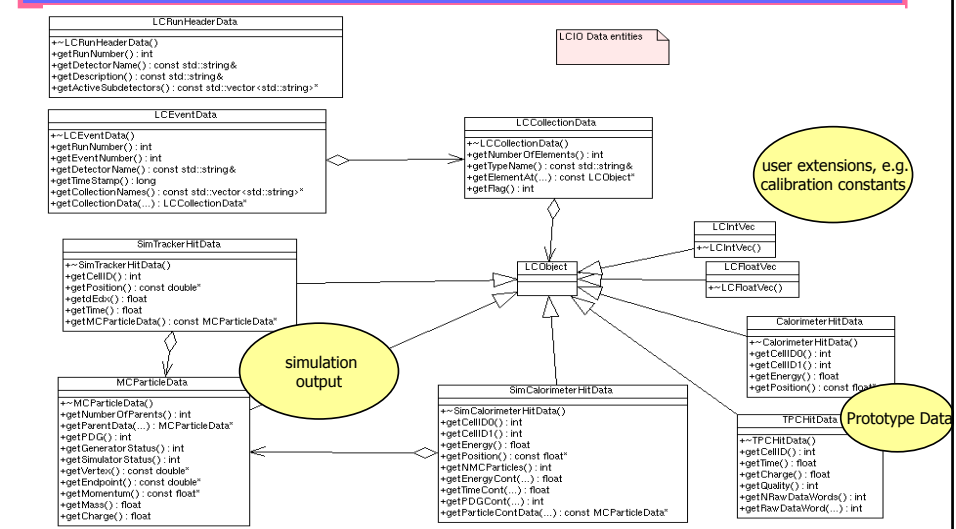 LCRunHeaderData
+~LCRunHeaderData()
+getRunNumber() : int
+getDetectorName() : const std::string&
+getDescription() : const std::string&
+getActiveSubdetectors() : const std::vector<std::string>*
LCIO Data entities
LCEventData
+~LCEventData()
+getRunNumber() : int
+getEventNumber() : int
+getDetectorName() : const std::string&
+getTimeStamp() : long
+getCollectionNames() : const std::vector<std::string>*
+getCollectionData(...) : LCCollectionData*
LCCollectionData
+~LCCollectionData()
+getNumberOfElements() : int
+getTypeName() : const std::string&
+getElementAt(...) : const LCObject*
+getFlag() : int
user extensions, e.g.
calibration constants
LCIntVec
+~LCIntVec()
SimTrackerHitData
+~SimTrackerHitData()
+getCellID() : int
+getPosition() : const double*
+getdEdx() : float
+getTime() : float
+getMCParticleData() : const MCParticleData*
LCObject
LCFloatVec
+~LCFloatVec()
CalorimeterHitData
+~CalorimeterHitData()
+getCellID0() : int
+getCellID1() : int
+getEnergy() : float
+getPosition() : const float*
simulation
output
MCParticleData
+~MCParticleData()
+getNumberOfParents() : int
+getParentData(...) : MCParticleData*
+getPDG() : int
+getGeneratorStatus() : int
+getSimulatorStatus() : int
+getVertex() : const double*
+getEndpoint() : const double*
+getMomentum() : const float*
+getMass() : float
+getCharge() : float
SimCalorimeterHitData
+~SimCalorimeterHitData()
+getCellID0() : int
+getCellID1() : int
+getEnergy() : float
+getPosition() : const float*
+getNMCParticles() : int
+getEnergyCont(...) : float
+getTimeCont(...) : float
+getPDGCont(...) : int
+getParticleContData(...) : const MCParticleData*
Prototype Data
TPCHitData
+~TPCHitData()
+getCellID() : int
+getTime() : float
+getCharge() : float
+getQuality() : int
+getNRawDataWords() : int
+getRawDataWord(...) : int